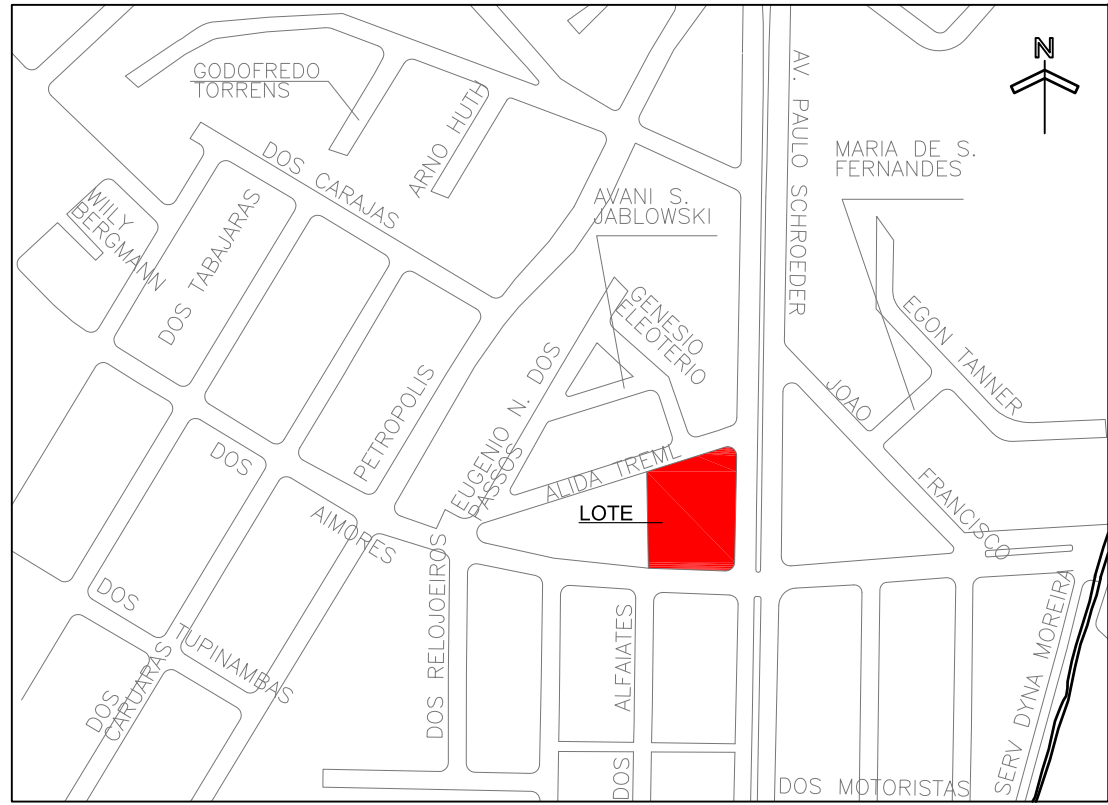 N
GODOFREDO
TORRENS
ARNO HUTH
AV. PAULO SCHROEDER
MARIA DE S.
FERNANDES
DOS CARAJAS
AVANI S.
JABLOWSKI
WIILY
BERGMANN
DOS TABAJARAS
GENESIO
ELEOTERIO
EGON TANNER
JOAO
FRANCISCO
PETROPOLIS
EUGENIO N. DOS
PASSOS
ALIDA TREML
LOTE
DOS
AIMORES
DOS
TUPINAMBAS
DOS
CARUARAS
DOS RELOJOEIROS
DOS
ALFAIATES
DOS MOTORISTAS
SERV DYNA MOREIRA